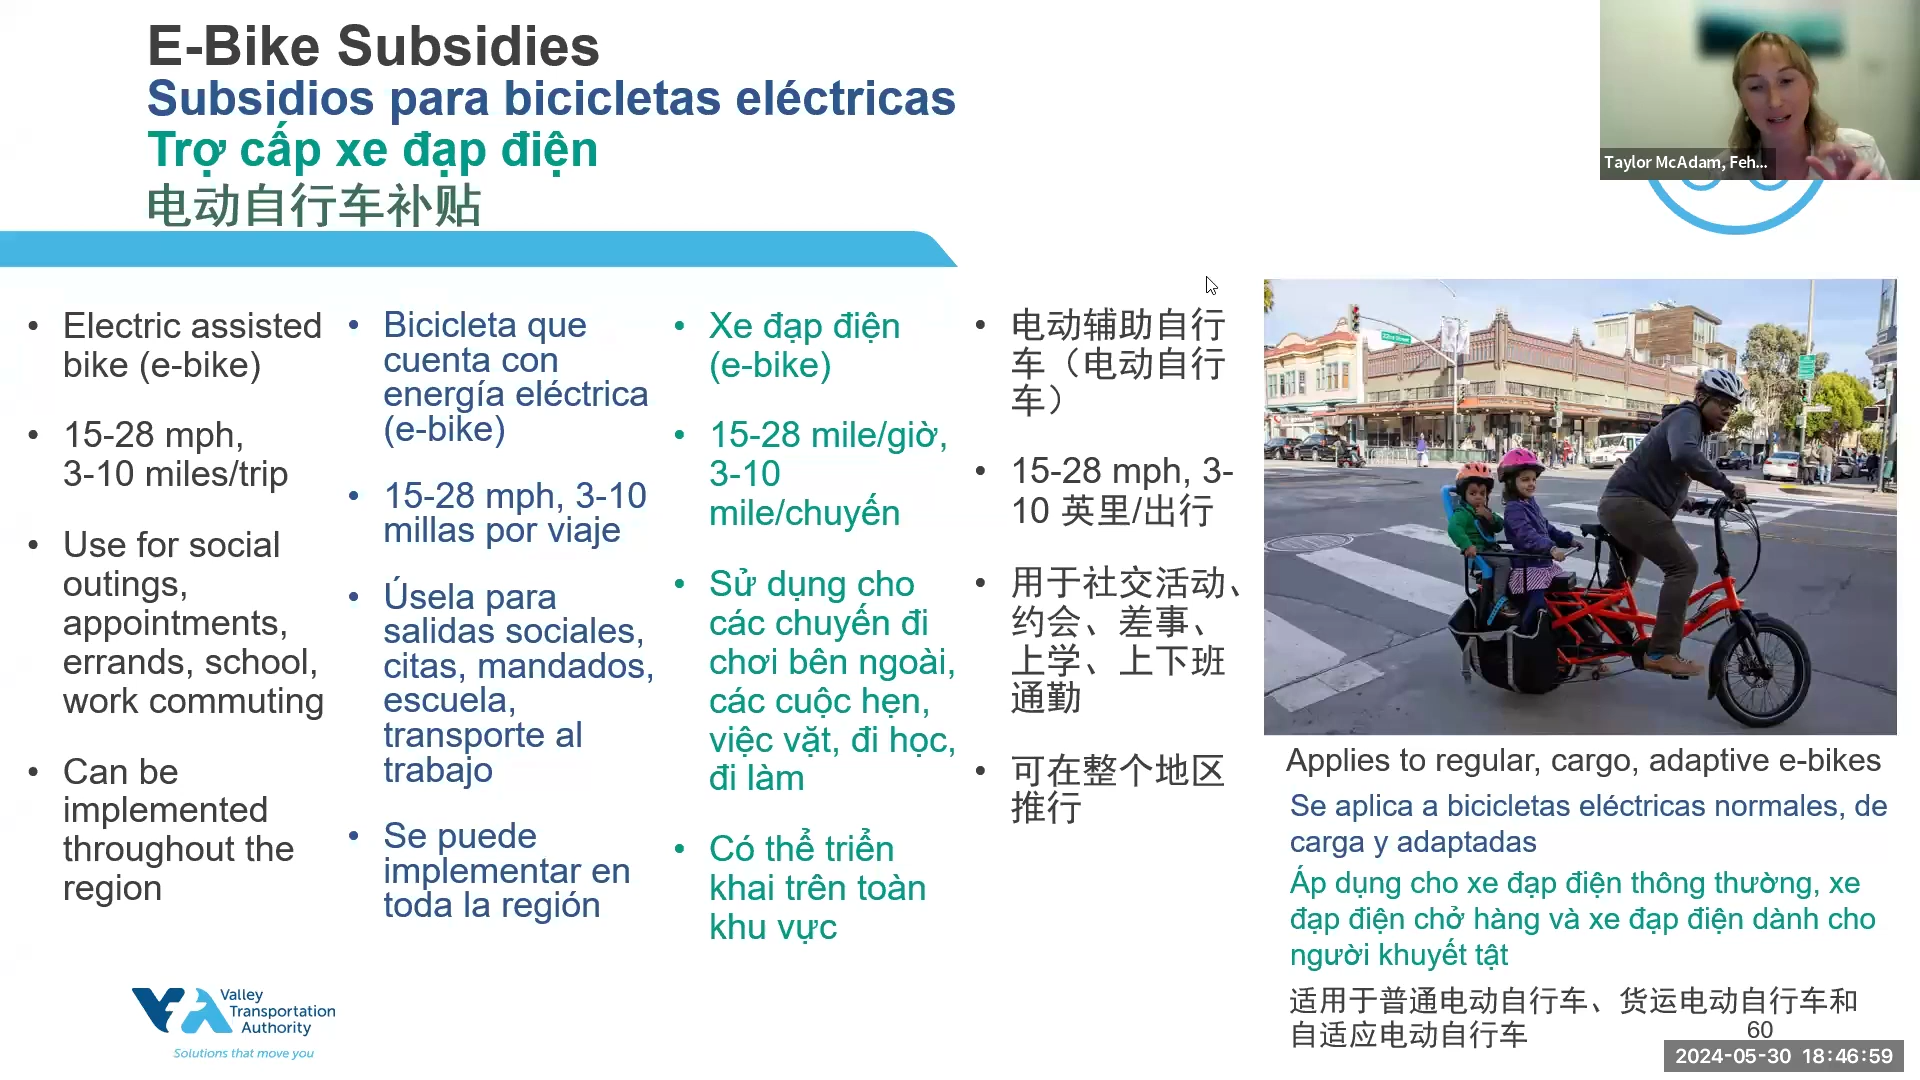 E-Bike Subsidies
Subsidios para bicicletas eléctricas
Trợ cấp xe đạp điện
电动自行车补贴
Taylor McAdam, Feh...
• Electric assisted
bike (e-bike)
• 15-28 mph,
3-10 miles/trip
• Use for social
outings,
appointments,
errands, school,
work commuting
• Can be
implemented
throughout the
region
• Bicicleta que
cuenta con
energía eléctrica
(e-bike)
• 15-28 mph, 3-10
millas por viaje
• Úsela para
salidas sociales,
citas, mandados,
escuela,
transporte al
trabajo
• Se puede
implementar en
toda la región
• Xe đạp điện
(e-bike)
• 15-28 mile/giờ,
3-10
mile/chuyến
• Sử dụng cho
các chuyến đi
chơi bên ngoài,
các cuộc hẹn,
việc vặt, đi học,
đi làm
• Có thể triển
khai trên toàn
khu vực
• 电动辅助自行
车（电动自行
车）
• 15-28 mph, 3-
10 英里/出行
• 用于社交活动、
约会、差事、
上学、上下班
通勤
• 可在整个地区
推行
Applies to regular, cargo, adaptive e-bikes
Se aplica a bicicletas eléctricas normales, de
carga y adaptadas
Áp dụng cho xe đạp điện thông thường, xe
đạp điện chở hàng và xe đạp điện dành cho
người khuyết tật
适用于普通电动自行车、货运电动自行车和
自适应电动自行车
60
VTA
Valley
Transportation
Authority
Solutions that move you
2024-05-30 18:46:59